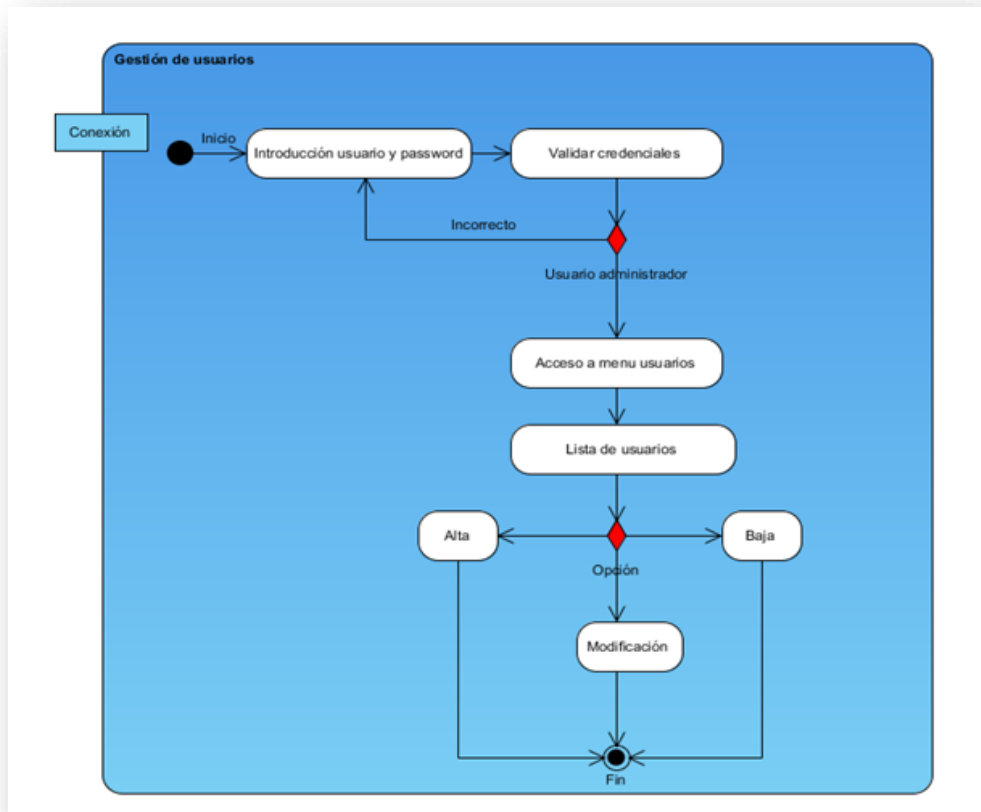 Gestión de usuarios
Conexión
Inicio
Introducción usuario y password
Validar credenciales
Incorrecto
Usuario administrador
Acceso a menu usuarios
Lista de usuarios
Alta
Baja
Opción
Modificación
Fin